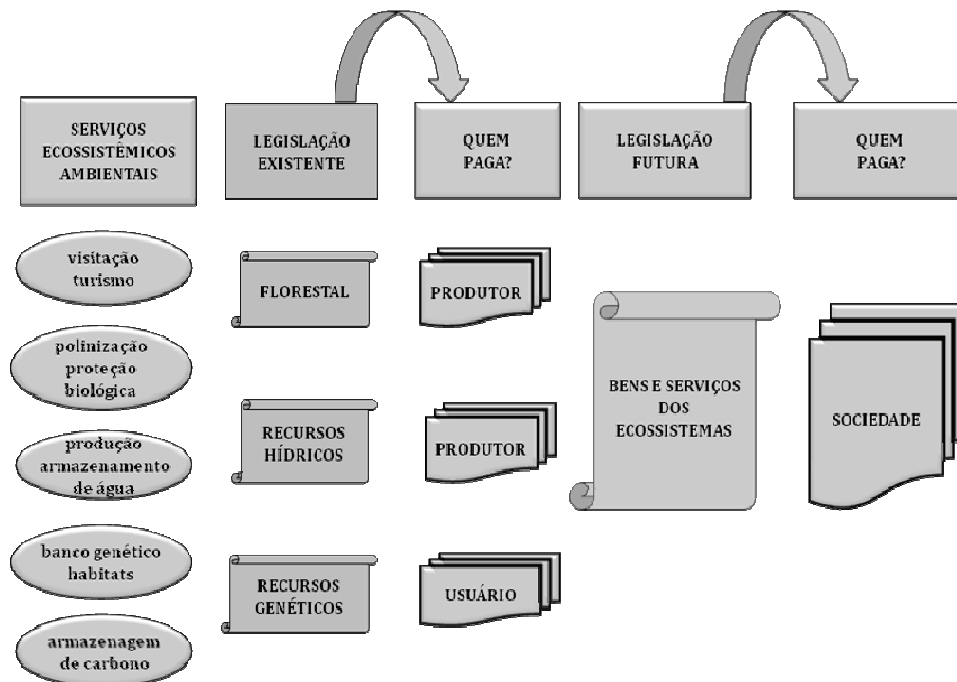 SERVIÇOS
ECOSSISTÊMICOS
AMBIENTAIS
LEGISLAÇÃO
EXISTENTE
QUEM
PAGA?
LEGISLAÇÃO
FUTURA
QUEM
PAGA?
visitação
turismo
polinização
proteção
biológica
produção
armazenamento
de água
banco genético
habitats
armazenagem
de carbono
FLORESTAL
RECURSOS
HÍDRICOS
RECURSOS
GENÉTICOS
PRODUTOR
PRODUTOR
USUÁRIO
BENS E SERVIÇOS
DOS
ECOSSISTEMAS
SOCIEDADE